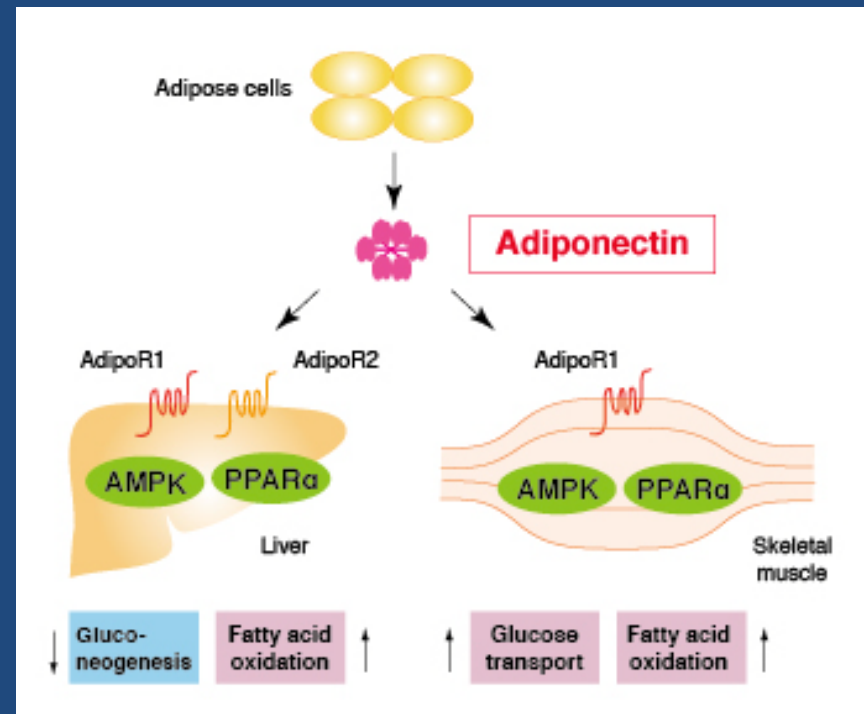 Adipose cells
Adiponectin
AdipoR1
AdipoR2
AdipoR1
AMPK
PPARα
AMPK
PPARα
Liver
Skeletal
muscle
Gluco-
neogenesis
Fatty acid
oxidation
Glucose
transport
Fatty acid
oxidation